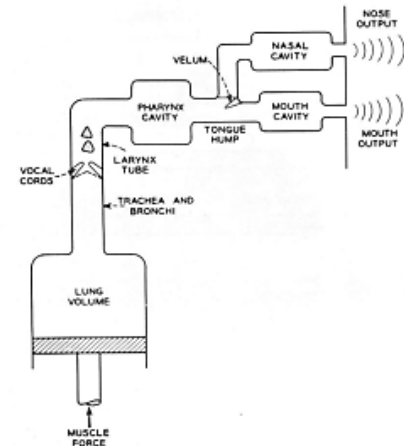 NOSE
OUTPUT
NASAL
CAVITY
VELUM
PHARYNX
CAVITY
MOUTH
CAVITY
TONGUE
HUMP
MOUTH
OUTPUT
LARYNX
TUBE
VOCAL
CORDS
TRACHEA AND
BRONCHI
LUNG
VOLUME
MUSCLE
FORCE